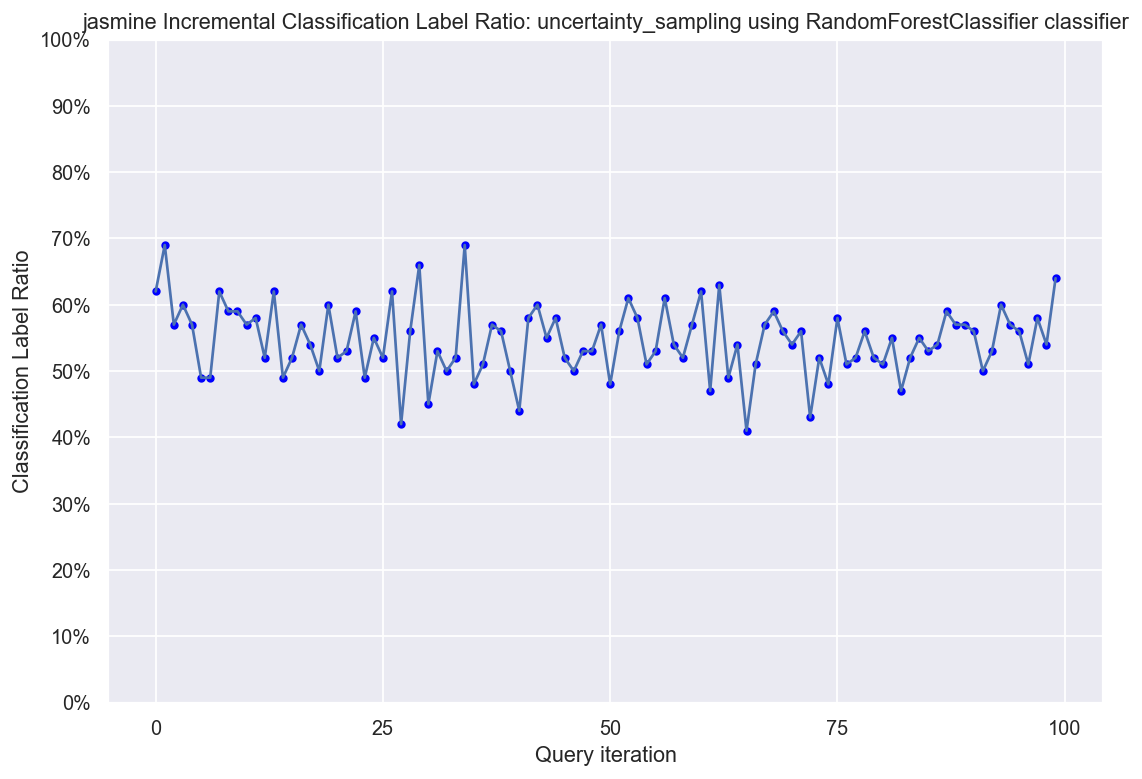 jasmine Incremental Classification Label Ratio: uncertainty_sampling using RandomForestClassifier classifier
100%
90%
80%
70%
60%
50%
40%
30%
20%
10%
0%
Classification Label Ratio
0 25 50 75 100
Query iteration